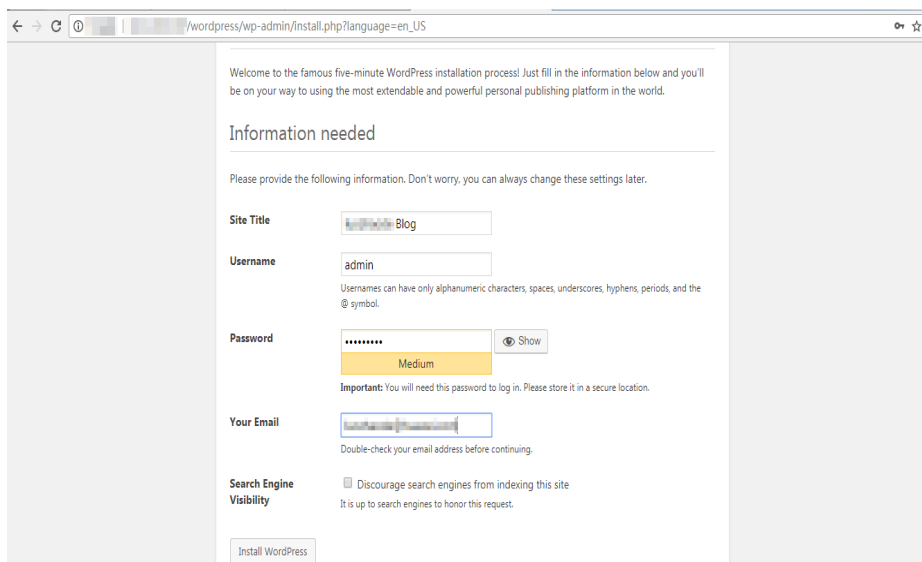 /wordpress/wp-admin/install.php?language=en_US
Welcome to the famous five-minute WordPress installation process! Just fill in the information below and you'll
be on your way to using the most extendable and powerful personal publishing platform in the world.
Information needed
Please provide the following information. Don't worry, you can always change these settings later.
Site Title
Blog
Username
admin
Usernames can have only alphanumeric characters, spaces, underscores, hyphens, periods, and the
@ symbol.
Password
•••••••••
Show
Medium
Important: You will need this password to log in. Please store it in a secure location.
Your Email
Double-check your email address before continuing.
Search Engine
Visibility
Discourage search engines from indexing this site
It is up to search engines to honor this request.
Install WordPress